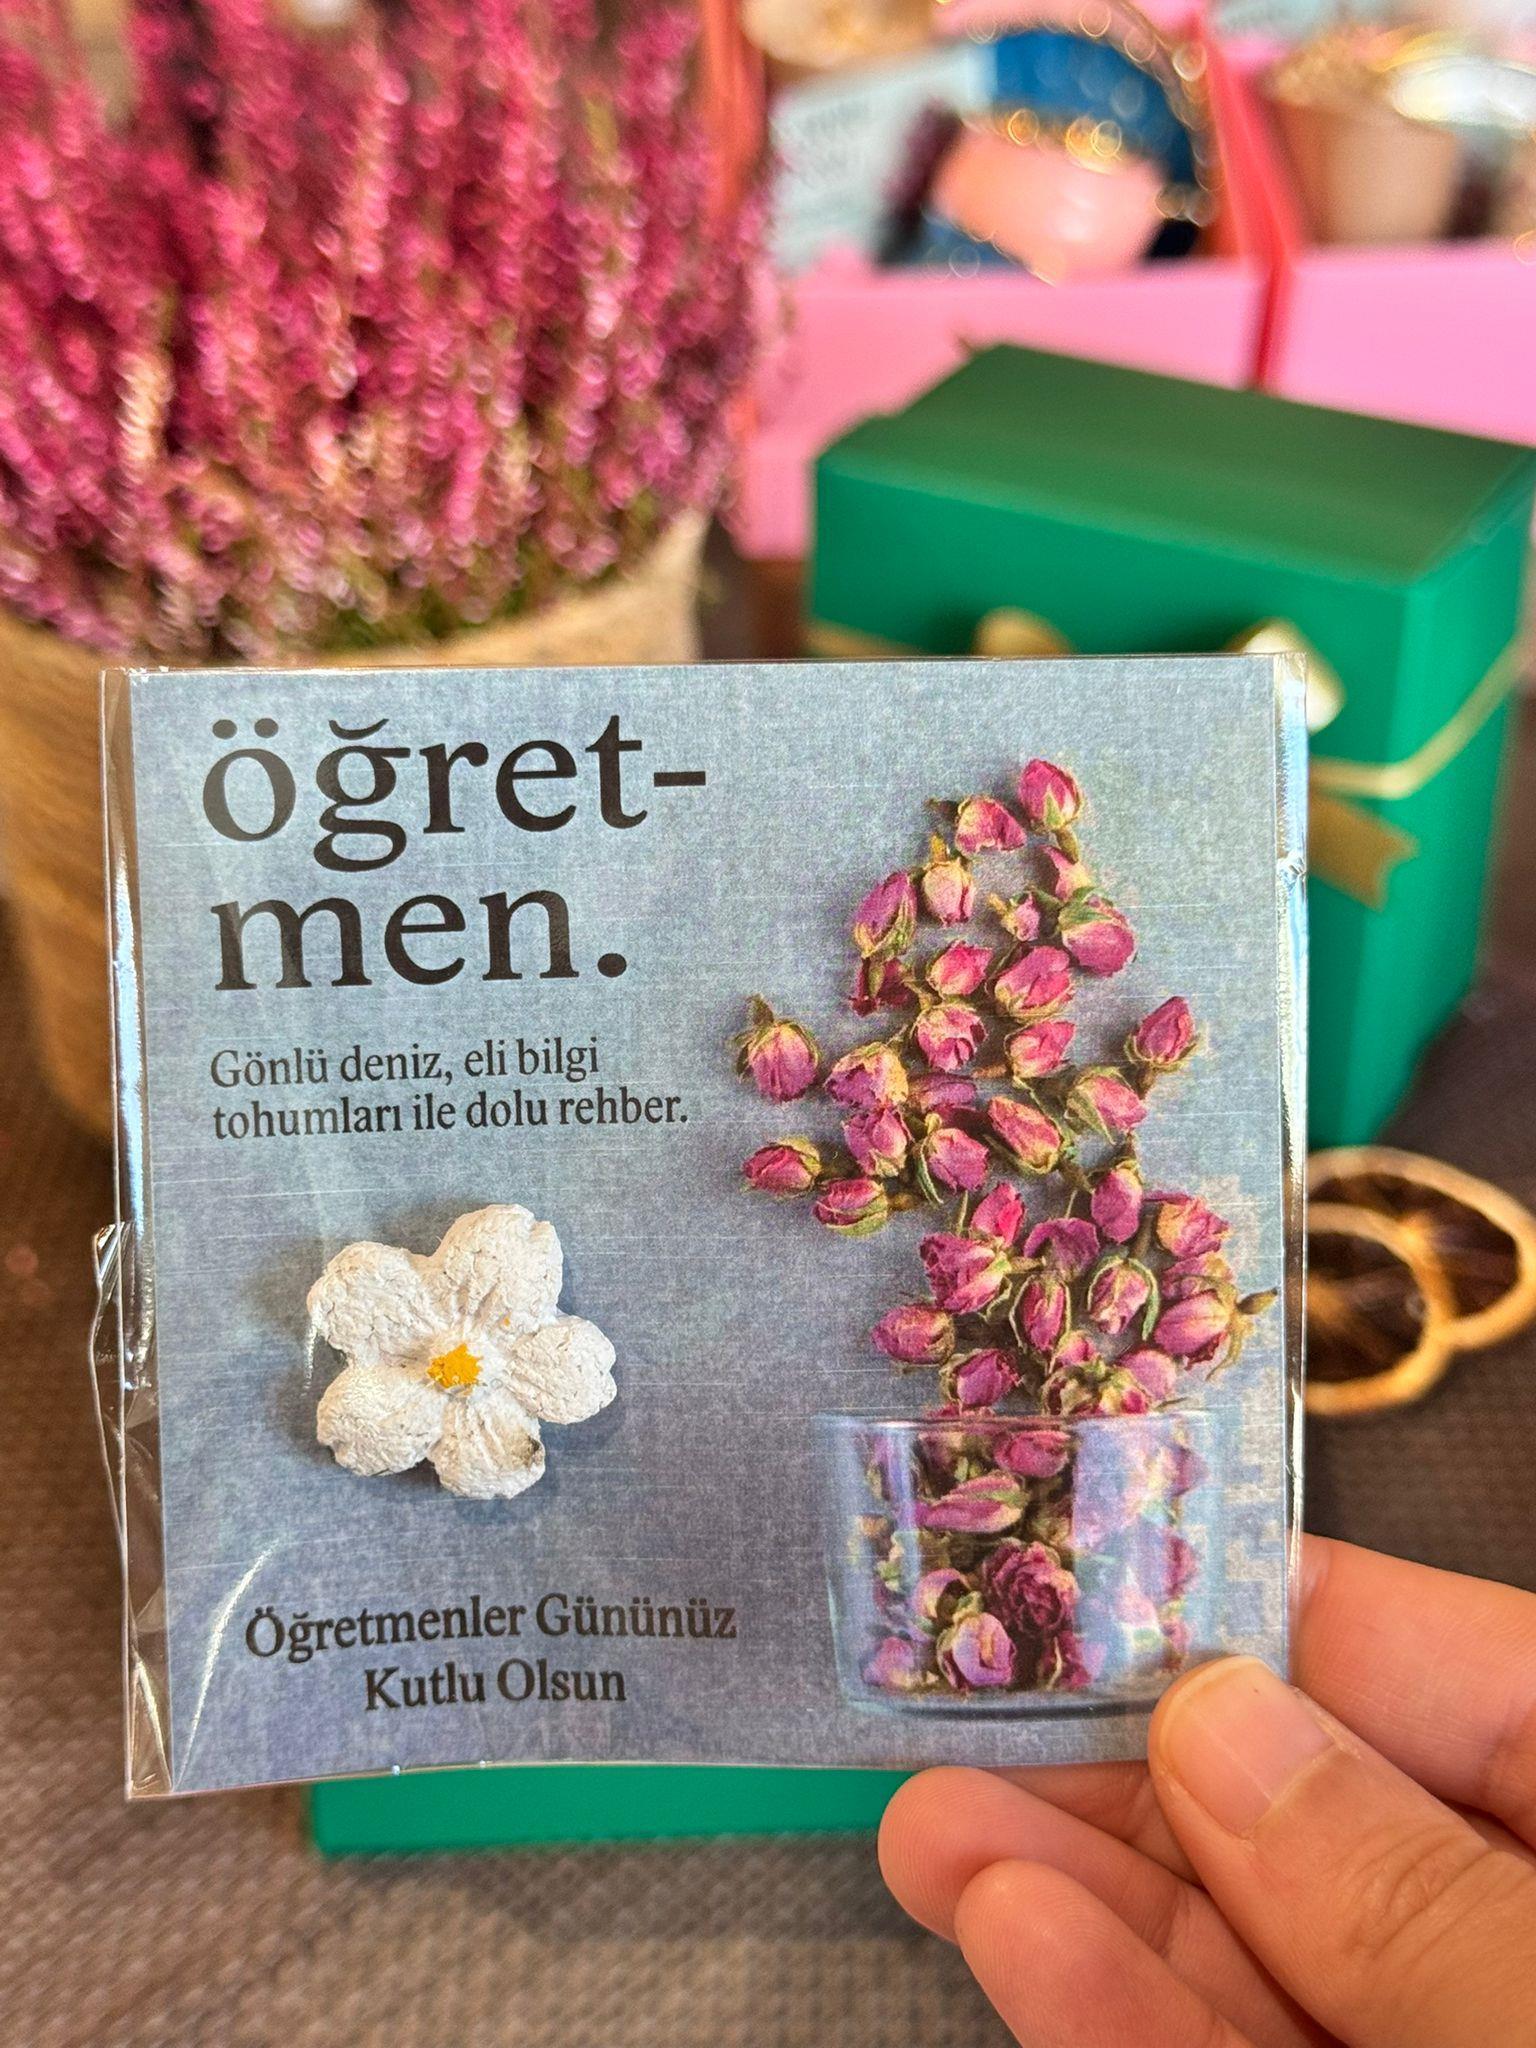 öğret-
men.
Gönlü deniz, eli bilgi
tohumları ile dolu rehber.
Öğretmenler Gününüz
Kutlu Olsun